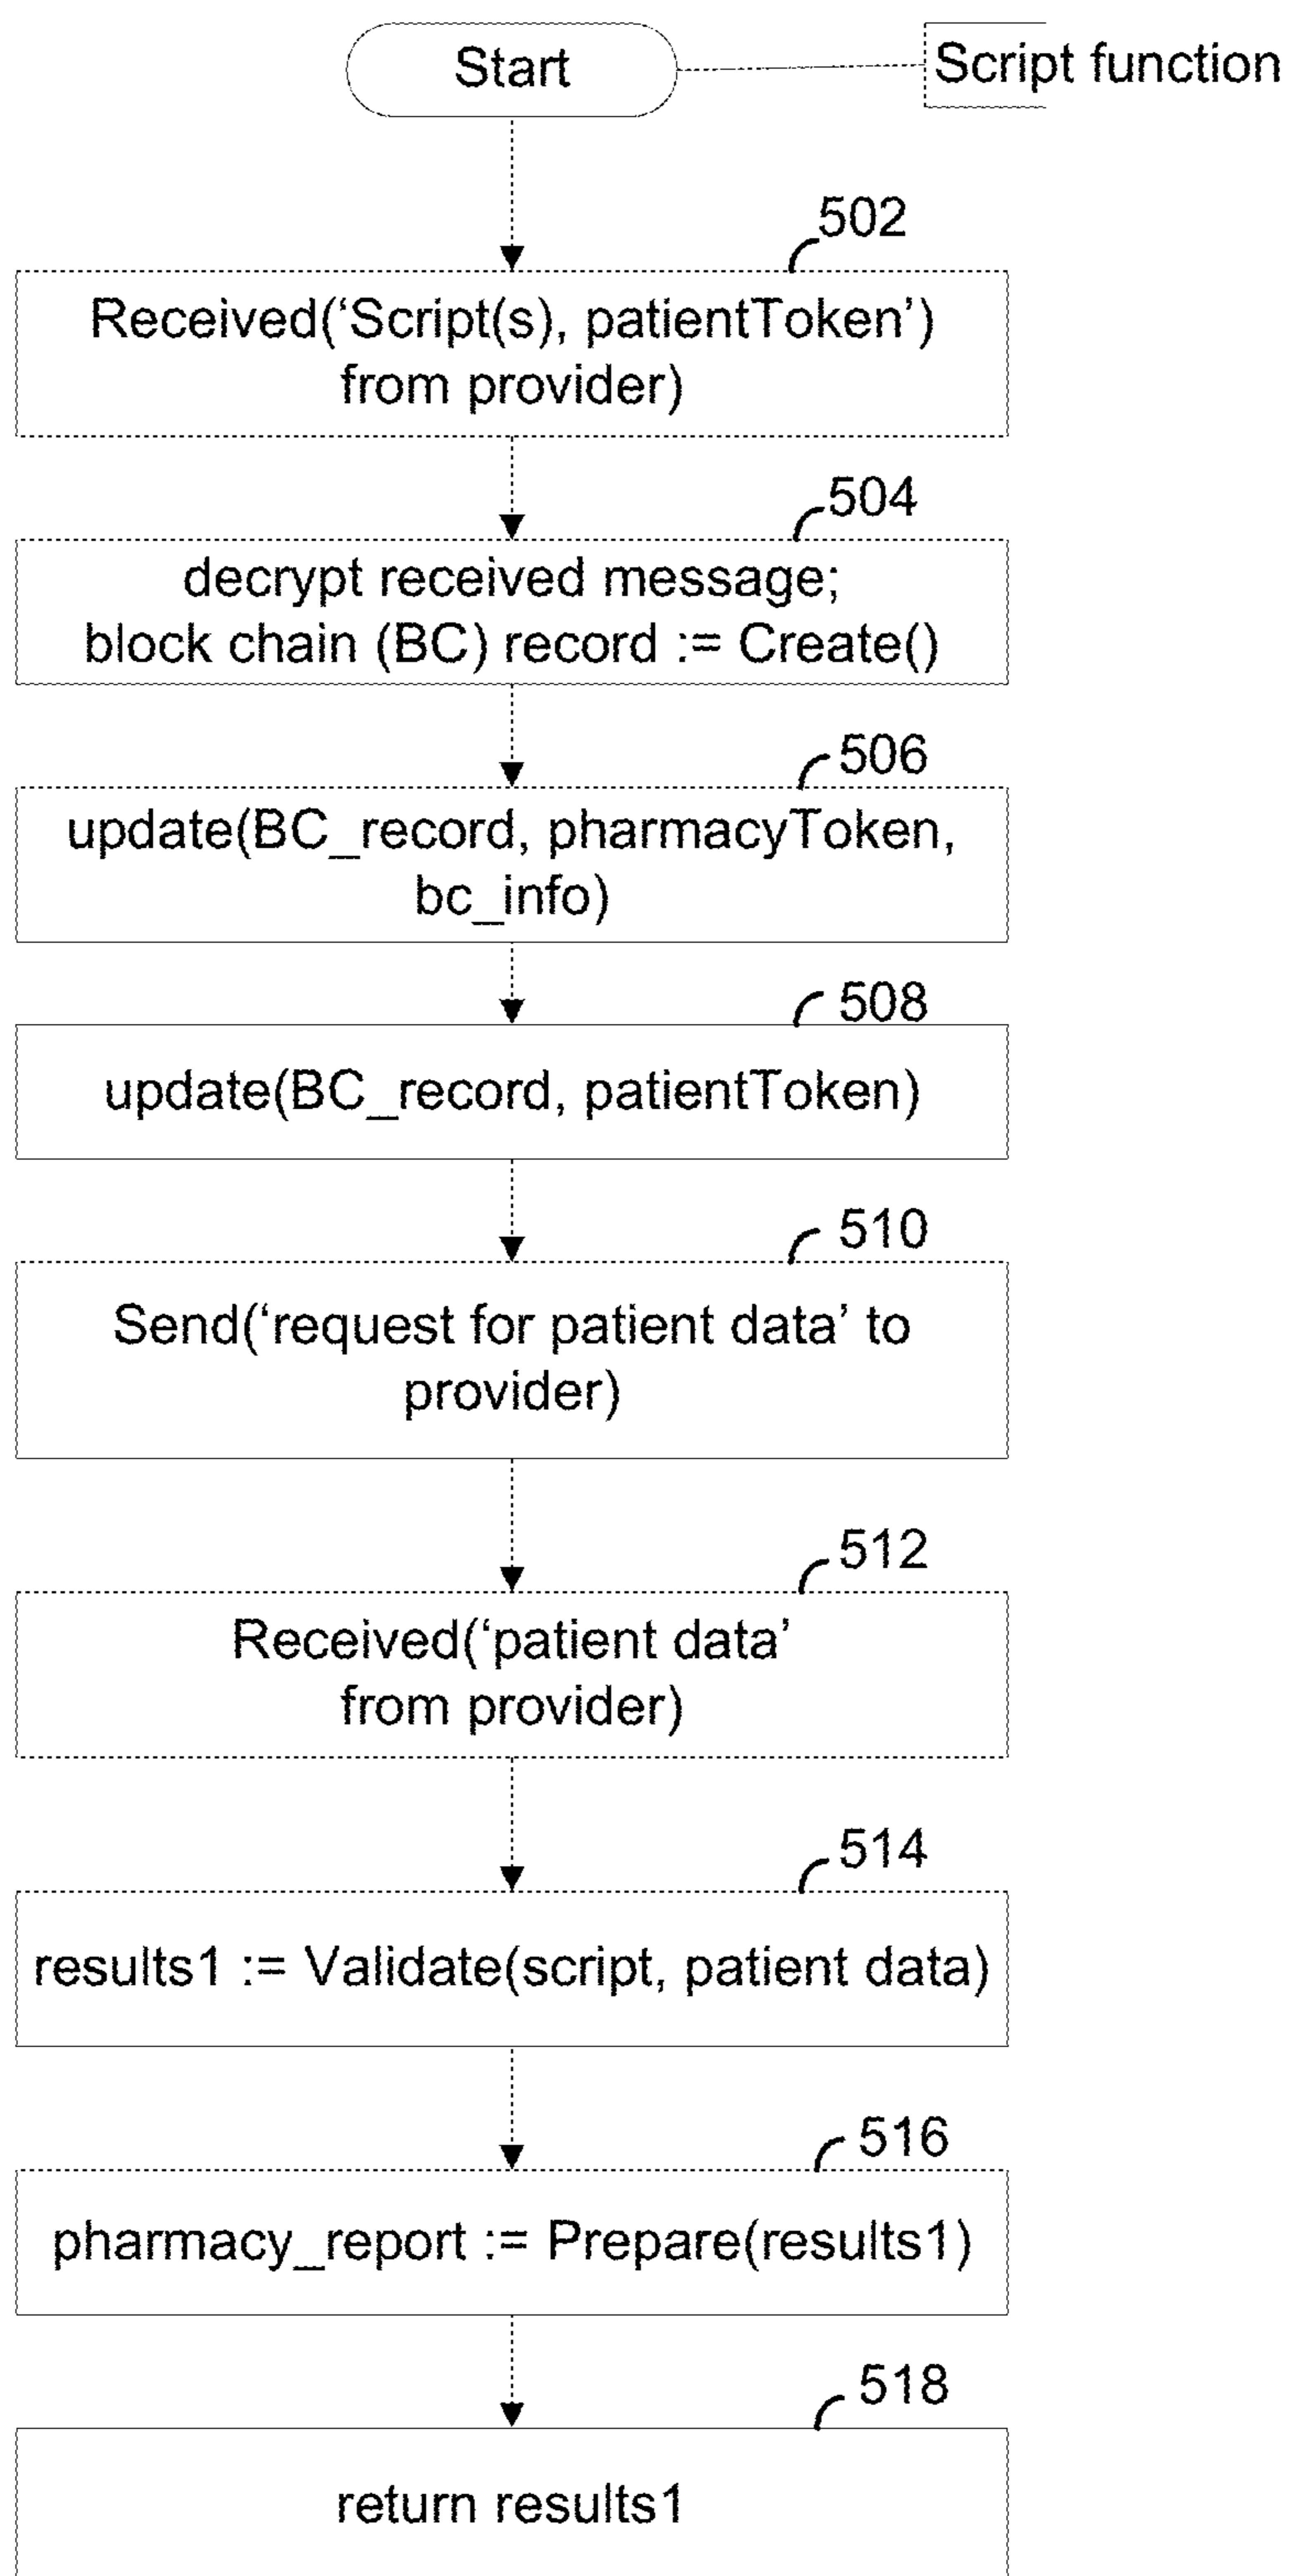 Start
Script function
502
Received(‘Script(s), patientToken’)
from provider)
504
decrypt received message;
block chain (BC) record := Create()
506
update(BC_record, pharmacyToken,
bc_info)
508
update(BC_record, patientToken)
510
Send(‘request for patient data’ to
provider)
512
Received(‘patient data’
from provider)
514
results1 := Validate(script, patient data)
516
pharmacy_report := Prepare(results1)
518
return results1